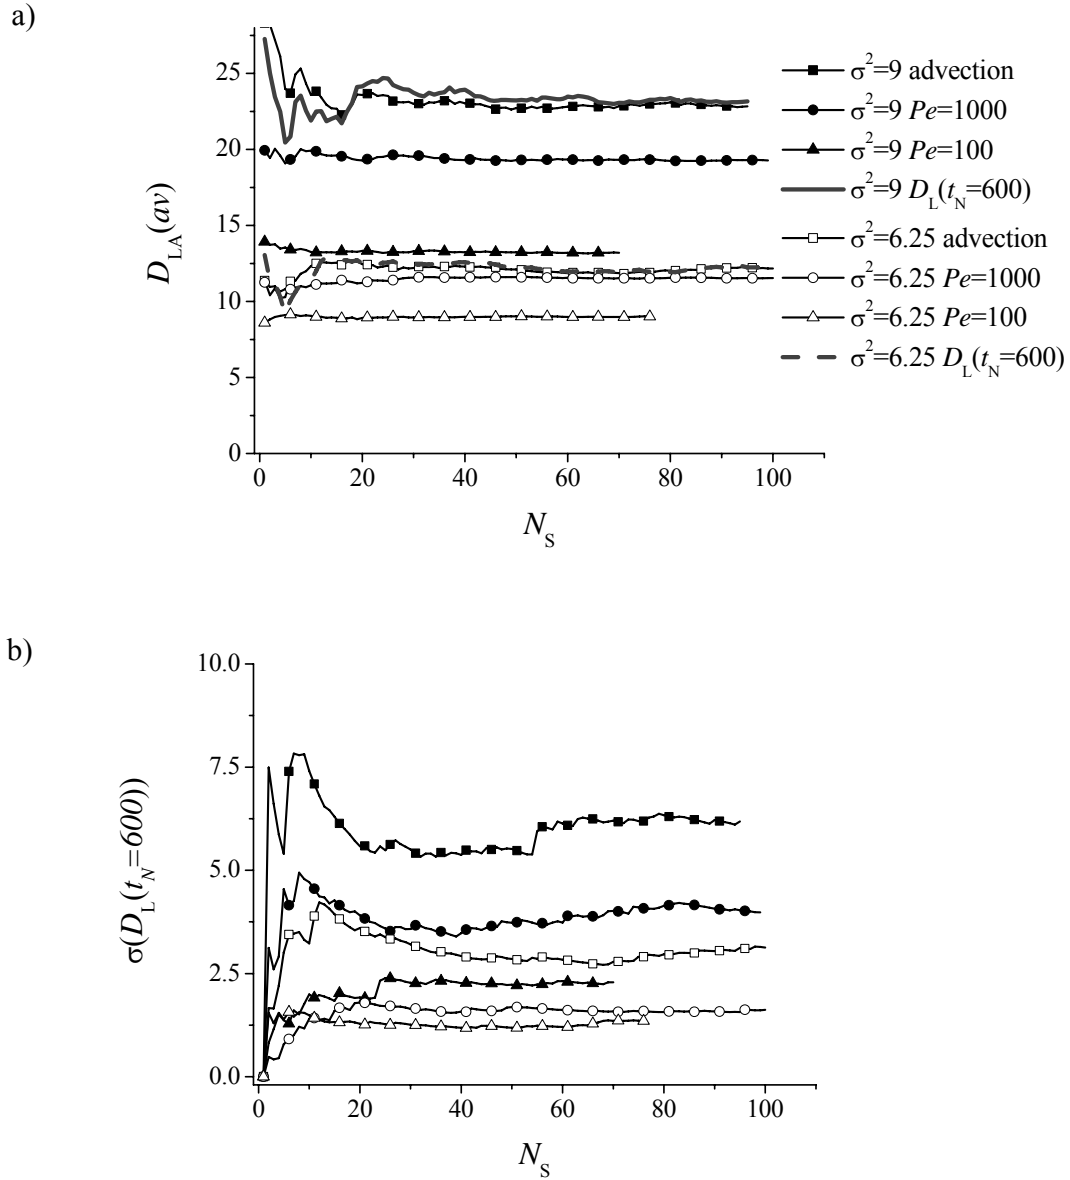 a)
25
20
15
10
5
0
0 20 40 60 80 100
D_LA(av)
N_S
σ²=9 advection
σ²=9 Pe=1000
σ²=9 Pe=100
σ²=9 D_L(t_N=600)
σ²=6.25 advection
σ²=6.25 Pe=1000
σ²=6.25 Pe=100
σ²=6.25 D_L(t_N=600)
b)
10.0
7.5
5.0
2.5
0.0
0 20 40 60 80 100
σ(D_L(t_N=600))
N_S